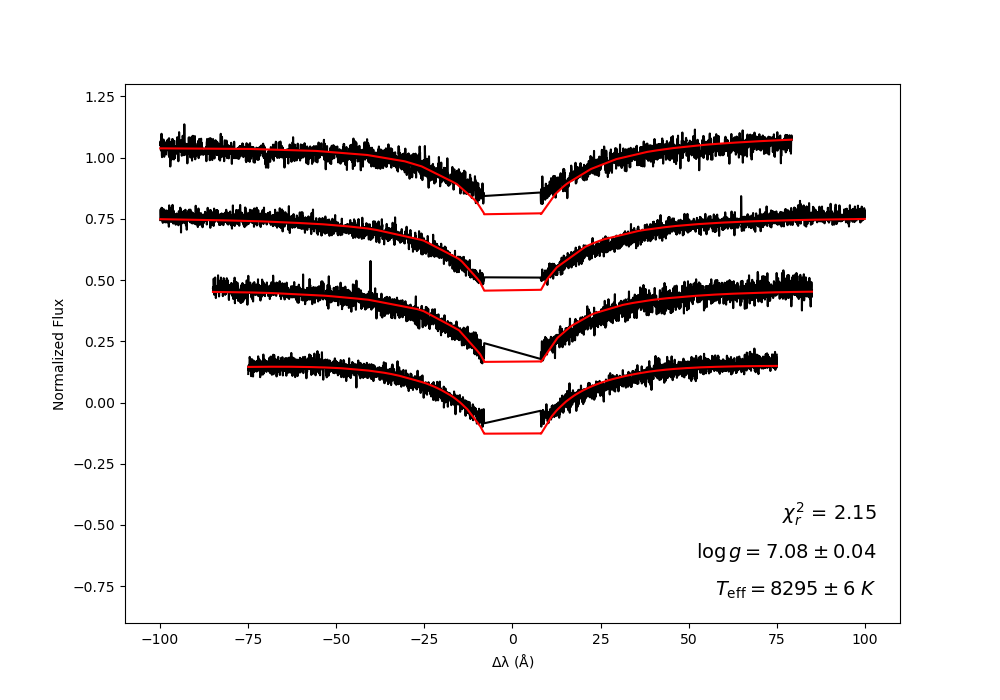 1.25
1.00
0.75
0.50
0.25
0.00
−0.25
−0.50
−0.75
Normalized Flux
χ²ᵣ = 2.15
log g = 7.08 ± 0.04
T_eff = 8295 ± 6 K
−100 −75 −50 −25 0 25 50 75 100
Δλ (Å)